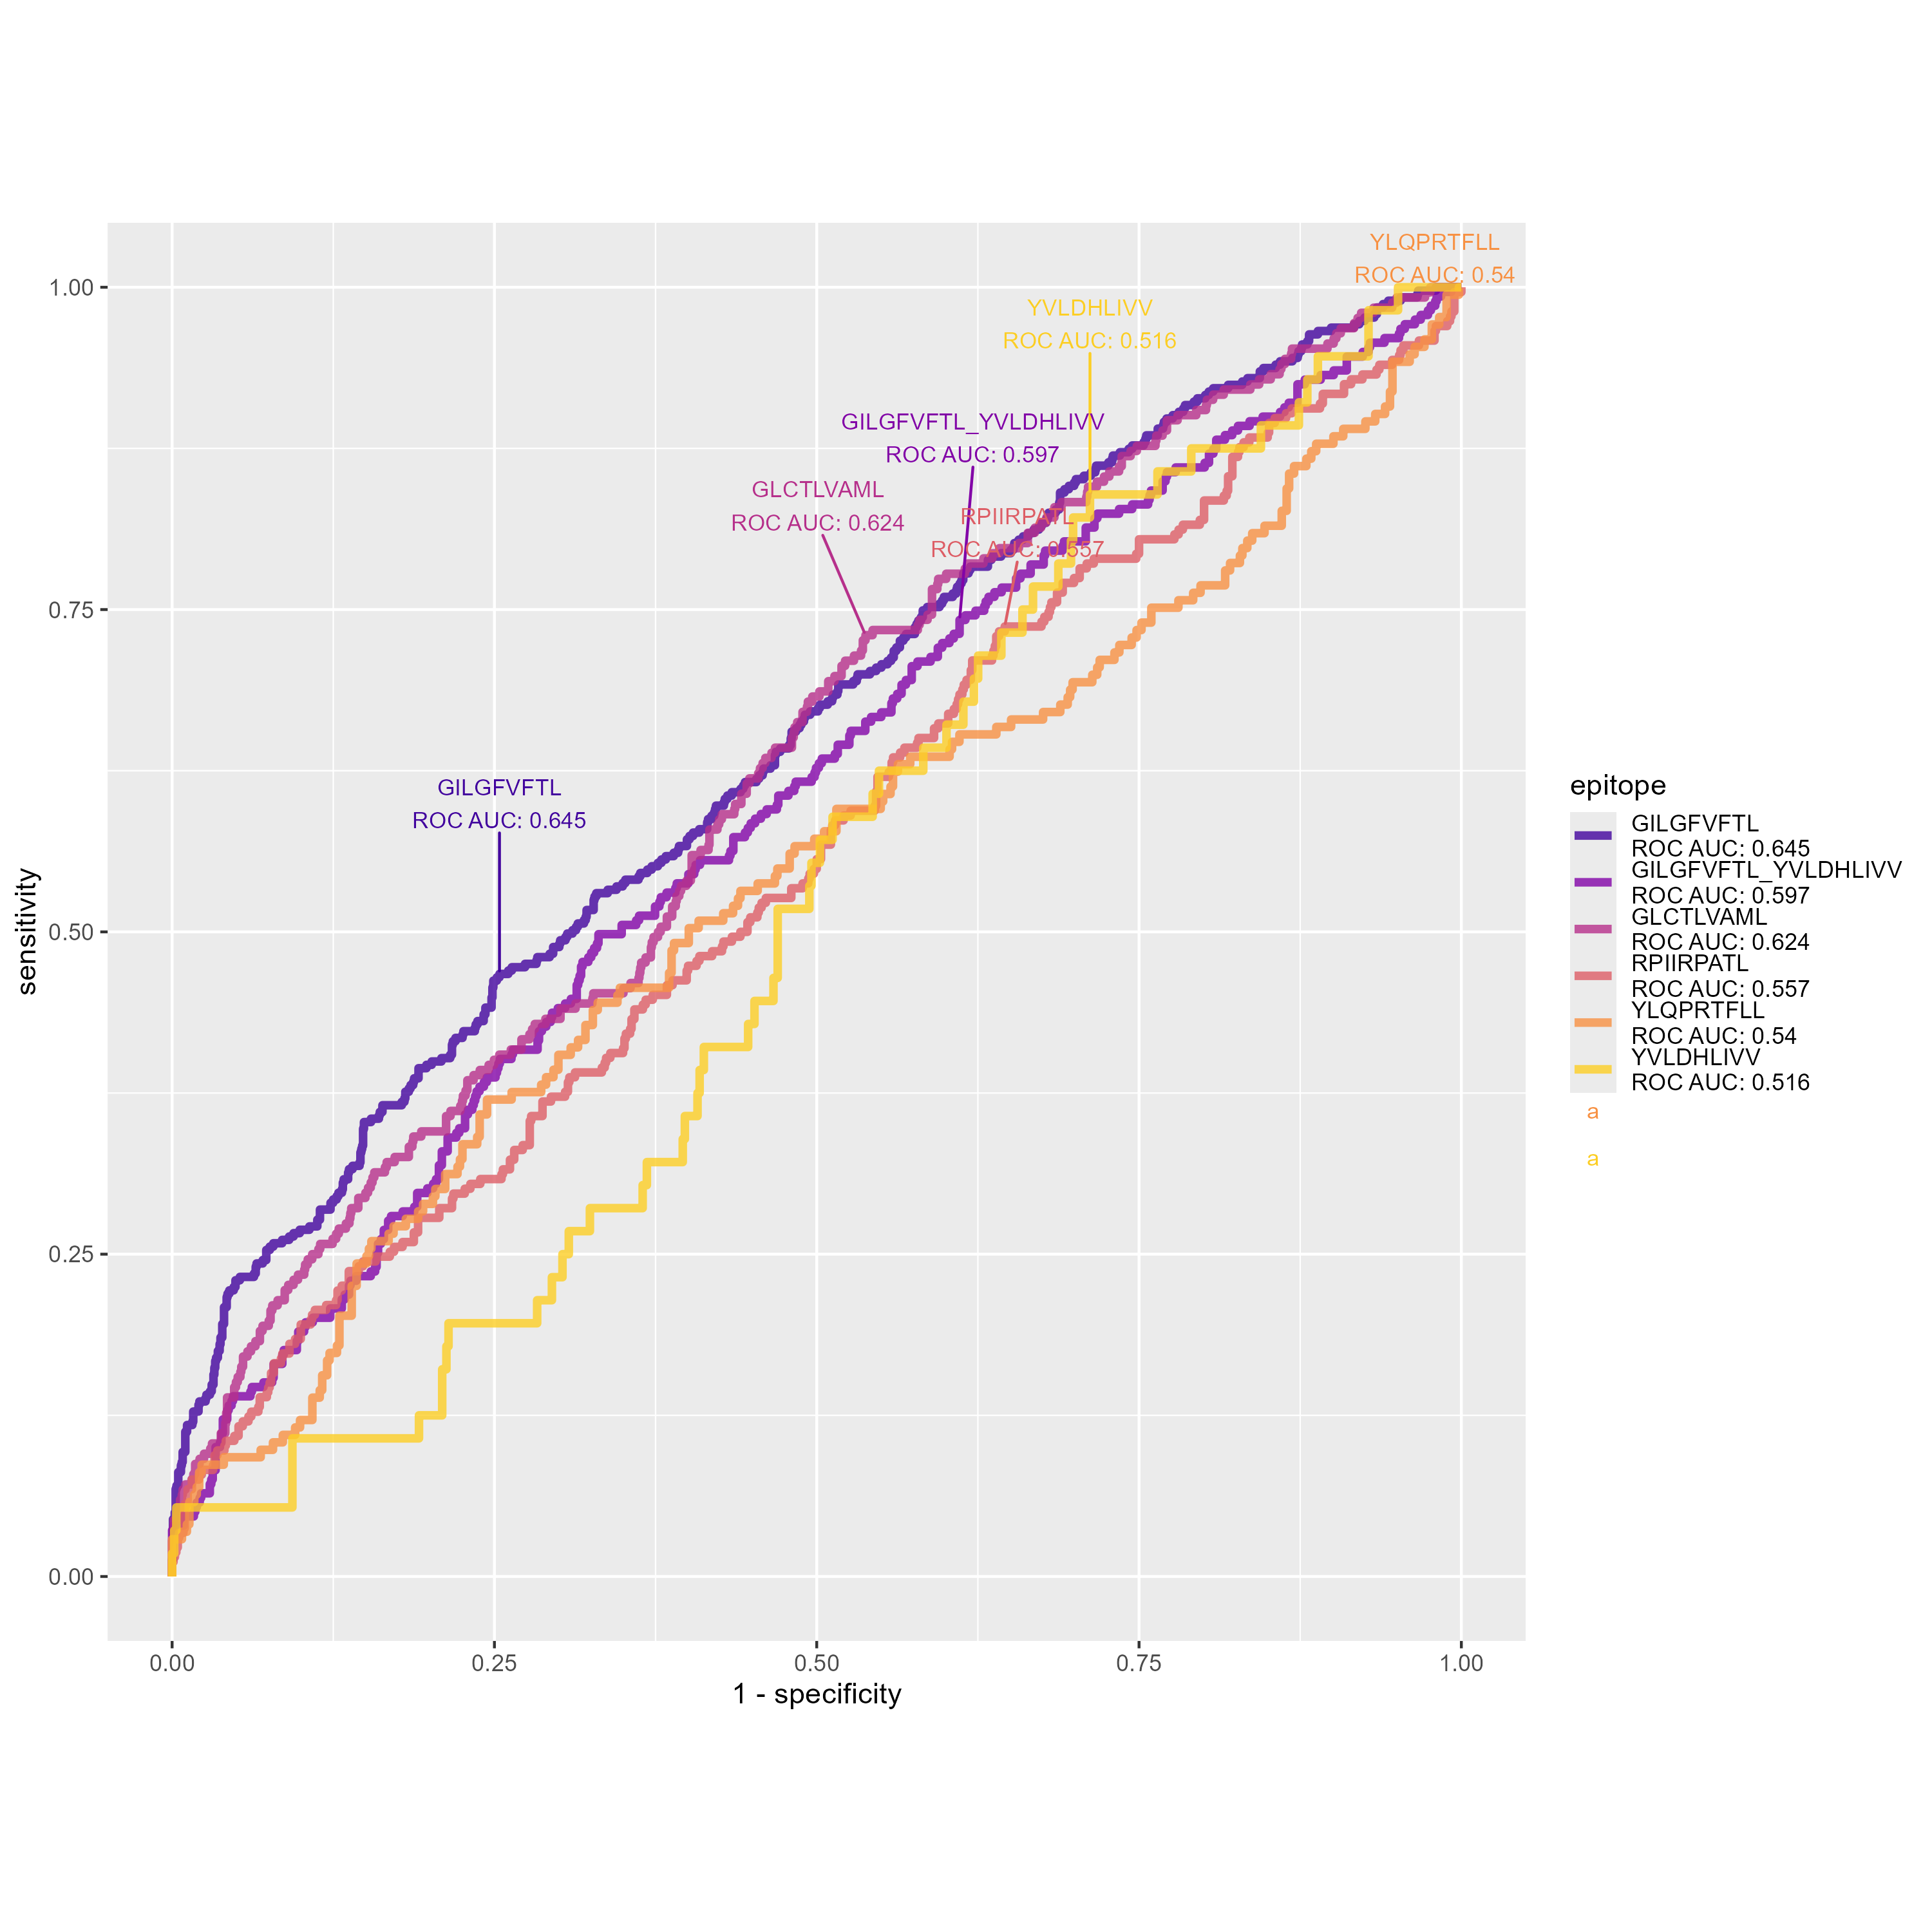 YLQPRTFLL
ROC AUC: 0.54
YVLDHLIVV
ROC AUC: 0.516
GILGFVFTL_YVLDHLIVV
ROC AUC: 0.597
GLCTLVAML
ROC AUC: 0.624
RPIIRPATL
ROC AUC: 0.557
GILGFVFTL
ROC AUC: 0.645
1.00
0.75
0.50
0.25
0.00
sensitivity
0.00 0.25 0.50 0.75 1.00
1 - specificity
epitope
GILGFVFTL
ROC AUC: 0.645
GILGFVFTL_YVLDHLIVV
ROC AUC: 0.597
GLCTLVAML
ROC AUC: 0.624
RPIIRPATL
ROC AUC: 0.557
YLQPRTFLL
ROC AUC: 0.54
YVLDHLIVV
ROC AUC: 0.516
a
a